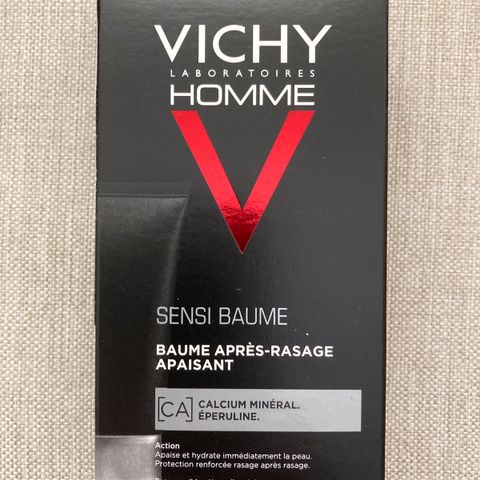 VICHY
LABORATOIRES
HOMME
V
SENSI BAUME
BAUME APRÈS-RASAGE
APAISANT
[CA] CALCIUM MINÉRAL.
ÉPERULINE.
Action
Apaise et hydrate immédiatement la peau.
Protection renforcée rasage après rasage.